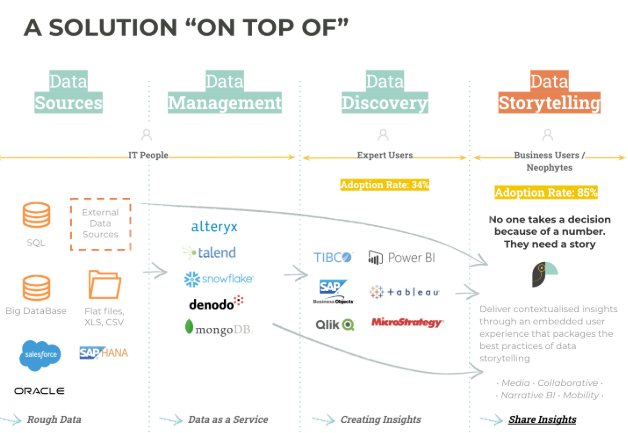 A SOLUTION “ON TOP OF”
Data
Sources
Data
Management
Data
Discovery
Data
Storytelling
IT People
Expert Users
Business Users /
Neophytes
Adoption Rate: 34%
Adoption Rate: 85%
SQL
External
Data
Sources
Big DataBase
Flat files,
XLS, CSV
salesforce
SAP HANA
ORACLE
alteryx
talend
snowflake
denodo
mongoDB.
TIBCO
Power BI
SAP
Business Objects
+ableau
Qlik
MicroStrategy
No one takes a decision
because of a number.
They need a story
Deliver contextualised insights
through an embedded user
experience that packages the
best practices of data
storytelling
· Media · Collaborative ·
· Narrative BI · Mobility ·
Rough Data
Data as a Service
Creating Insights
Share Insights